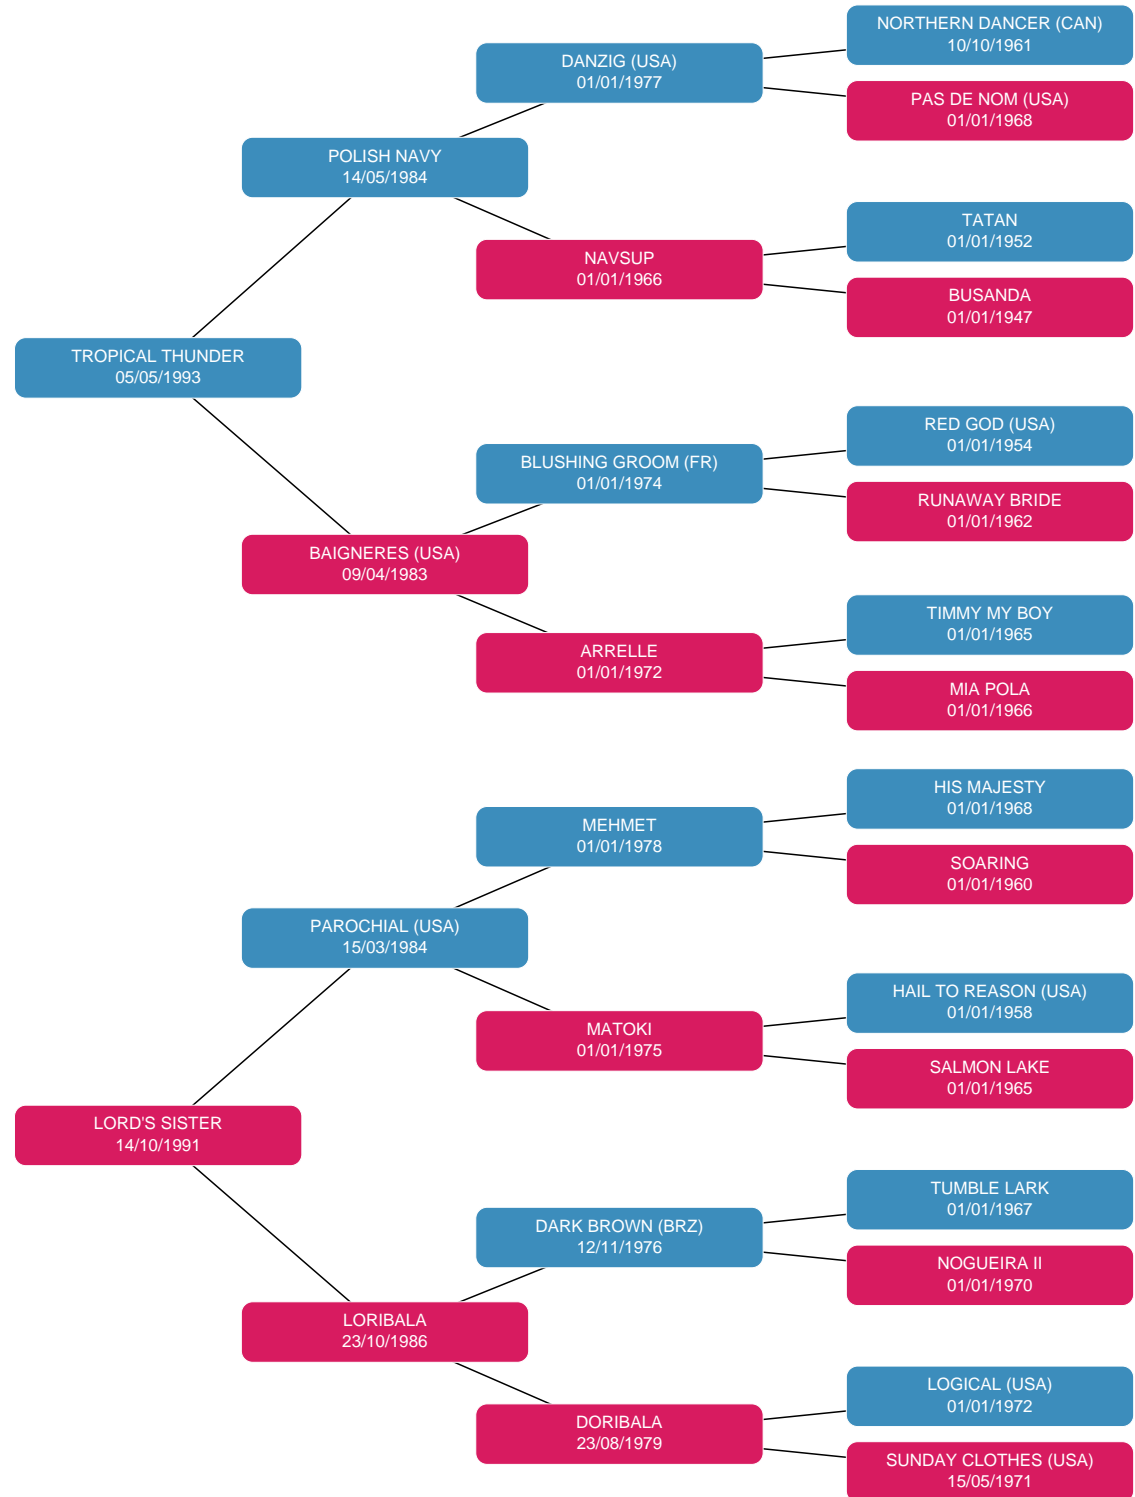 NORTHERN DANCER (CAN)
10/10/1961
DANZIG (USA)
01/01/1977
PAS DE NOM (USA)
01/01/1968
POLISH NAVY
14/05/1984
TATAN
01/01/1952
NAVSUP
01/01/1966
BUSANDA
01/01/1947
TROPICAL THUNDER
05/05/1993
RED GOD (USA)
01/01/1954
BLUSHING GROOM (FR)
01/01/1974
RUNAWAY BRIDE
01/01/1962
BAIGNERES (USA)
09/04/1983
TIMMY MY BOY
01/01/1965
ARRELLE
01/01/1972
MIA POLA
01/01/1966
HIS MAJESTY
01/01/1968
MEHMET
01/01/1978
SOARING
01/01/1960
PAROCHIAL (USA)
15/03/1984
HAIL TO REASON (USA)
01/01/1958
MATOKI
01/01/1975
SALMON LAKE
01/01/1965
LORD'S SISTER
14/10/1991
TUMBLE LARK
01/01/1967
DARK BROWN (BRZ)
12/11/1976
NOGUEIRA II
01/01/1970
LORIBALA
23/10/1986
LOGICAL (USA)
01/01/1972
DORIBALA
23/08/1979
SUNDAY CLOTHES (USA)
15/05/1971